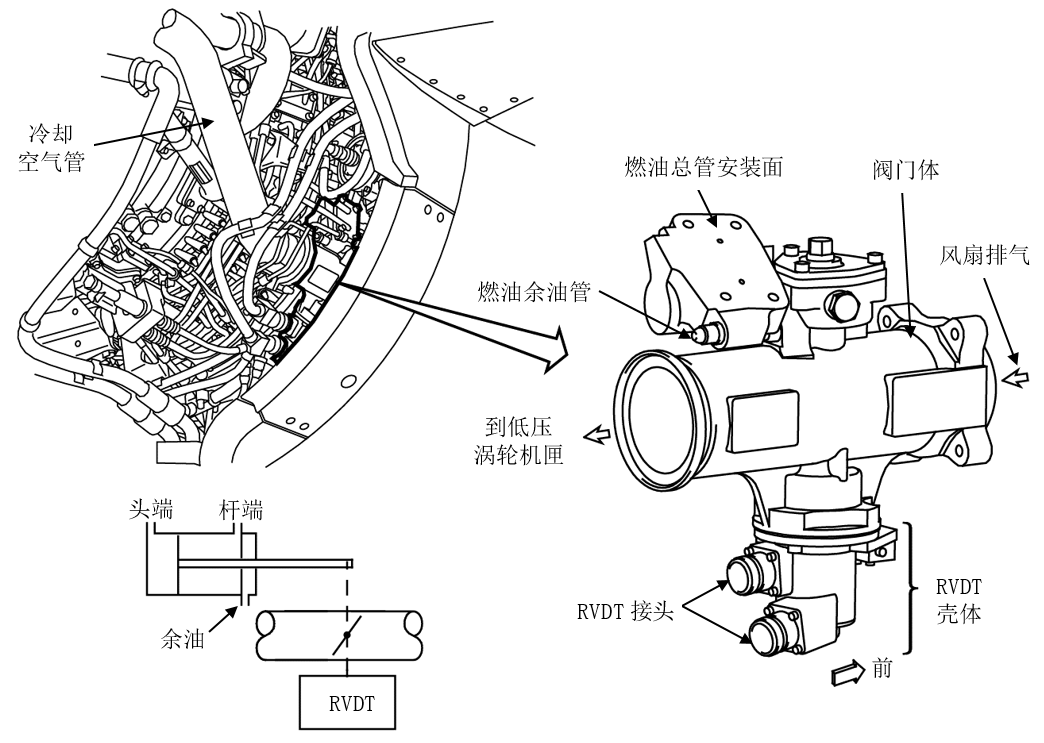 冷却
空气管
燃油总管安装面
阀门体
风扇排气
燃油余油管
到低压
涡轮机匣
头端
杆端
余油
RVDT
RVDT 接头
RVDT
壳体
前